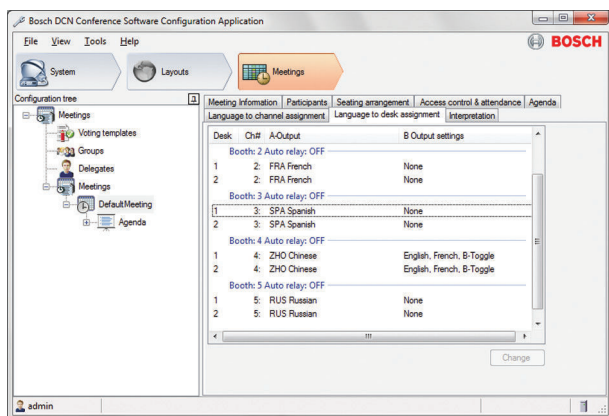 Bosch DCN Conference Software Configuration Application
File View Tools Help
BOSCH
System Layouts Meetings
Configuration tree
Meetings
Voting templates
Groups
Delegates
Meetings
DefaultMeeting
Agenda
Meeting Information Participants Seating arrangement Access control & attendance Agenda
Language to channel assignment Language to desk assignment Interpretation
Desk Ch# A-Output B Output settings
Booth: 2 Auto relay: OFF
1 2: FRA French None
2 2: FRA French None
Booth: 3 Auto relay: OFF
1 3: SPA Spanish None
2 3: SPA Spanish None
Booth: 4 Auto relay: OFF
1 4: ZHO Chinese English, French, B-Toggle
2 4: ZHO Chinese English, French, B-Toggle
Booth: 5 Auto relay: OFF
1 5: RUS Russian None
2 5: RUS Russian None
Change
admin